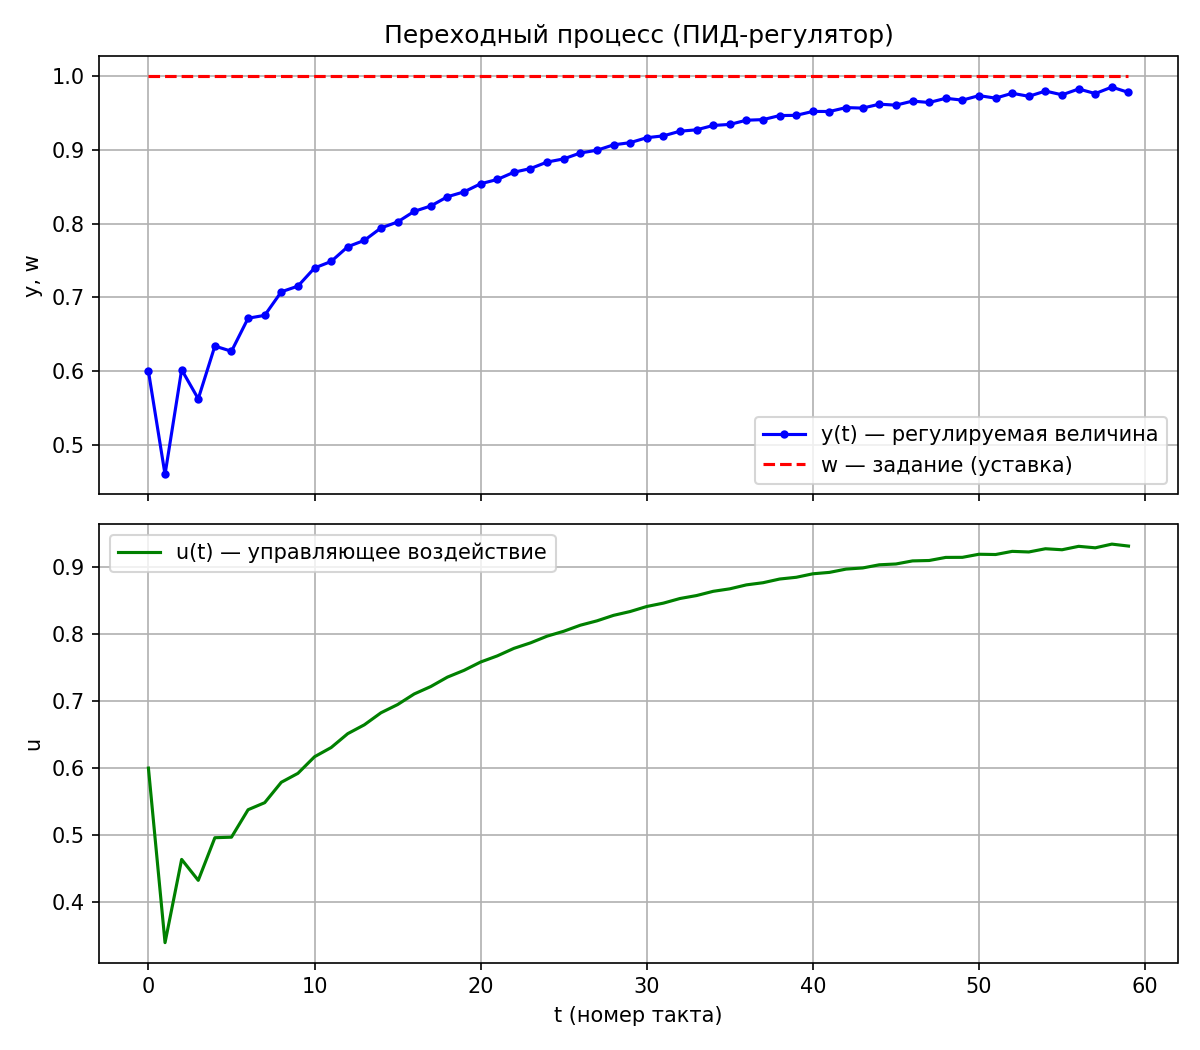 Переходный процесс (ПИД-регулятор)
1.0
0.9
0.8
0.7
0.6
0.5
y, w
y(t) — регулируемая величина
w — задание (уставка)
u(t) — управляющее воздействие
0.9
0.8
0.7
0.6
0.5
0.4
u
0 10 20 30 40 50 60
t (номер такта)